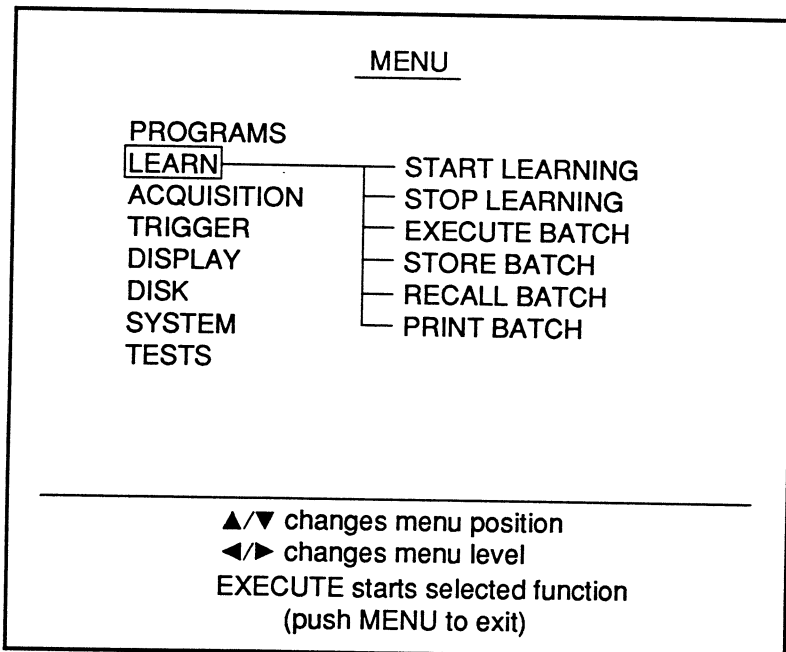 MENU
PROGRAMS
LEARN
ACQUISITION
TRIGGER
DISPLAY
DISK
SYSTEM
TESTS
START LEARNING
STOP LEARNING
EXECUTE BATCH
STORE BATCH
RECALL BATCH
PRINT BATCH
▲/▼ changes menu position
◄/► changes menu level
EXECUTE starts selected function
(push MENU to exit)